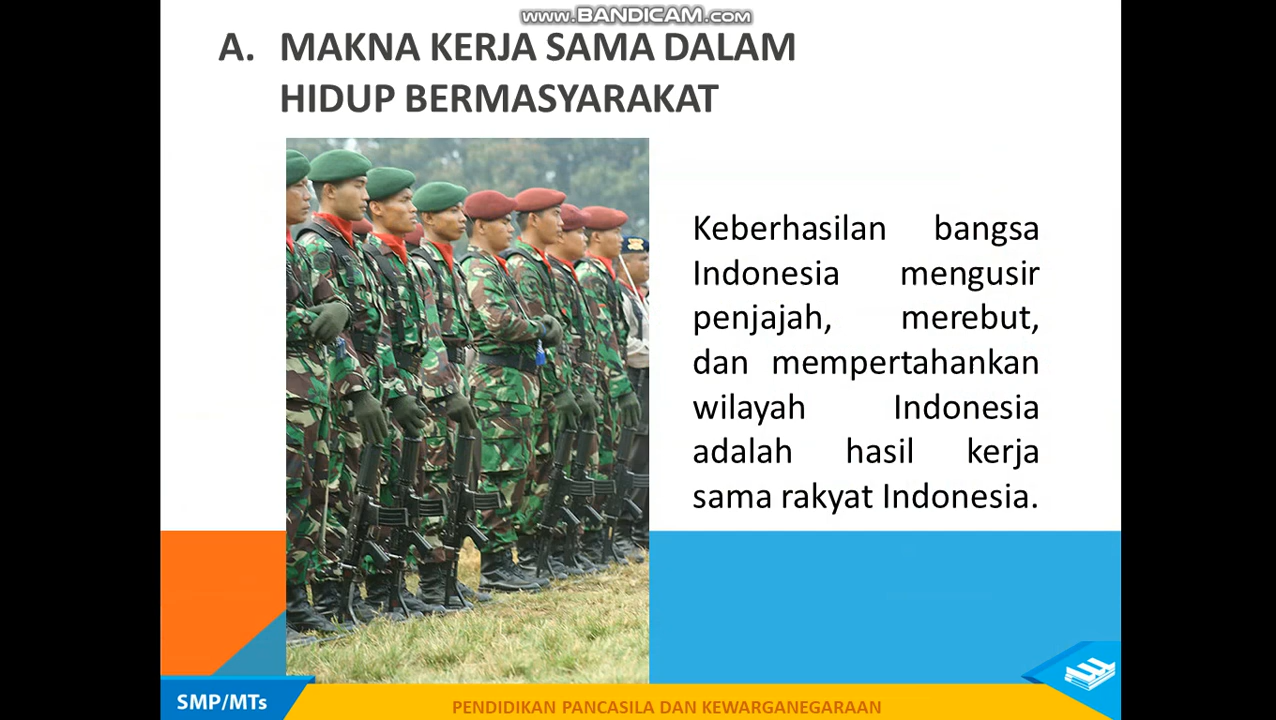 www.BANDICAM.com
A. MAKNA KERJA SAMA DALAM
HIDUP BERMASYARAKAT
Keberhasilan bangsa
Indonesia mengusir
penjajah, merebut,
dan mempertahankan
wilayah Indonesia
adalah hasil kerja
sama rakyat Indonesia.
SMP/MTs
PENDIDIKAN PANCASILA DAN KEWARGANEGARAAN